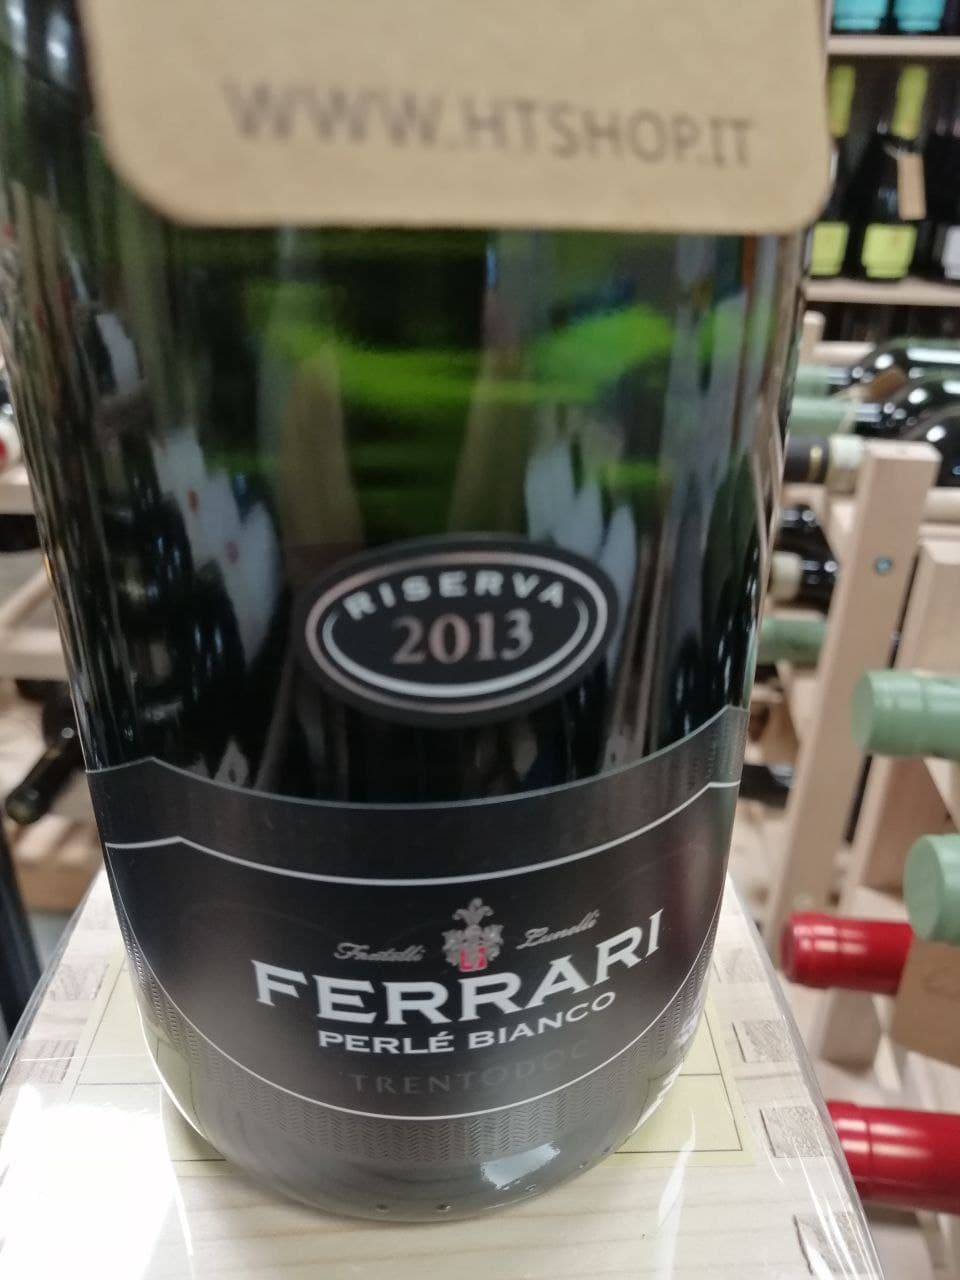 WWW.HTSHOP.IT
RISERVA
2013
Fratelli Lunelli
FERRARI
PERLÉ BIANCO
TRENTODOC